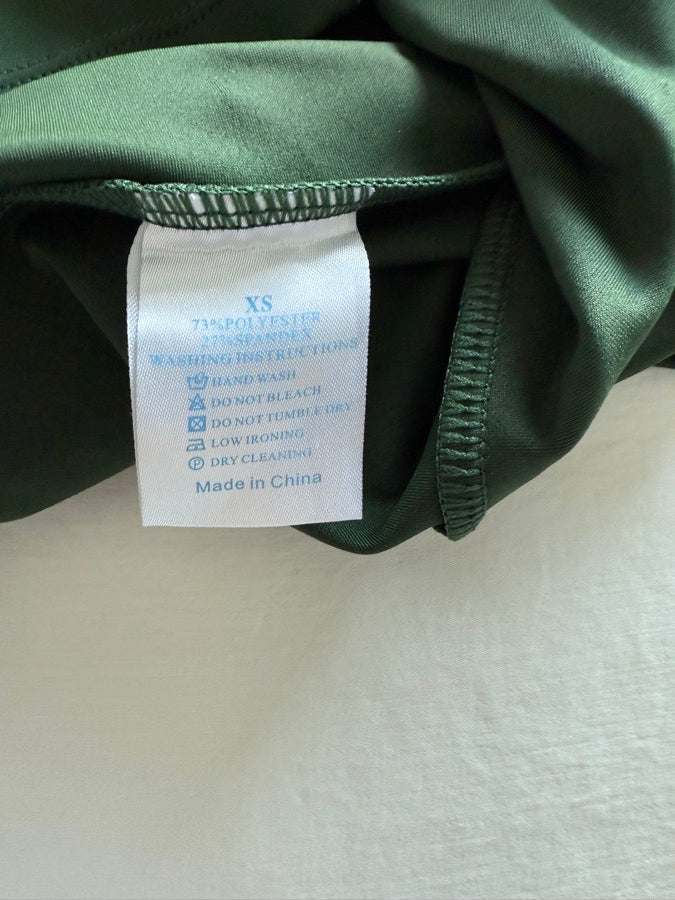 XS
73%POLYESTER
27%SPANDEX
WASHING INSTRUCTIONS
HAND WASH
DO NOT BLEACH
DO NOT TUMBLE DRY
LOW IRONING
P DRY CLEANING
Made in China